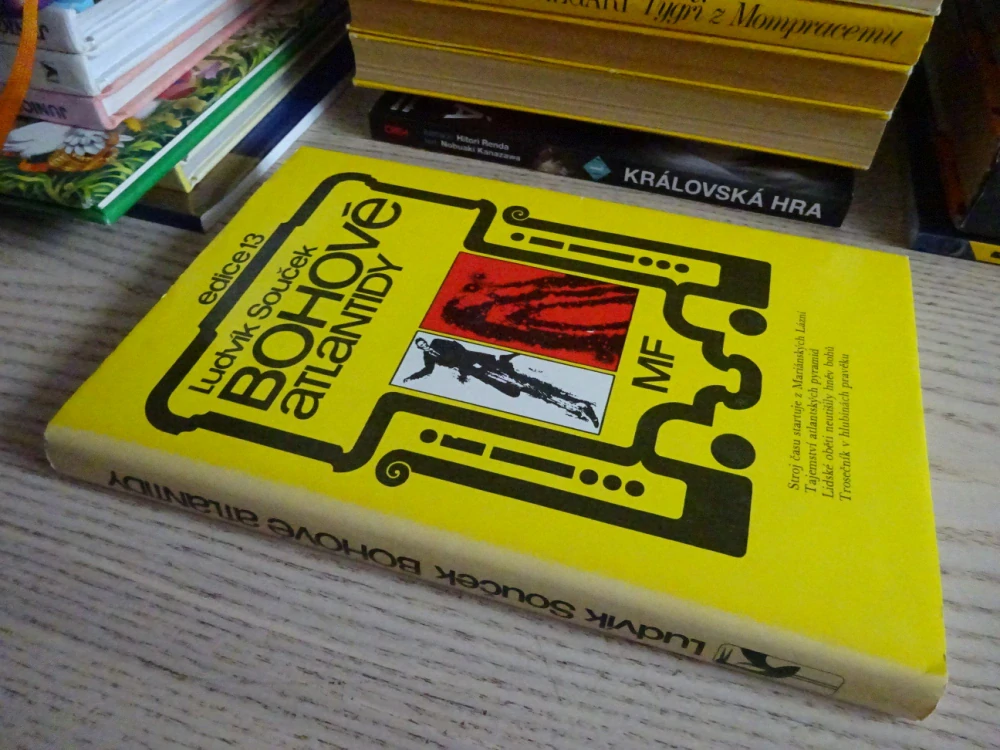 Tygři z Mompracemu
Hitori Renda
Nobuaki Kanazawa
KRÁLOVSKÁ HRA
edice 13
Ludvík Souček
BOHOVÉ
atlantidy
MF
Stroj času startuje z Mariánských Lázní
Tajemství atlantských pyramid
Lidské oběti neutišily hněv bohů
Trosečník v hlubinách pravěku
Ludvík Souček BOHOVÉ atlantidy